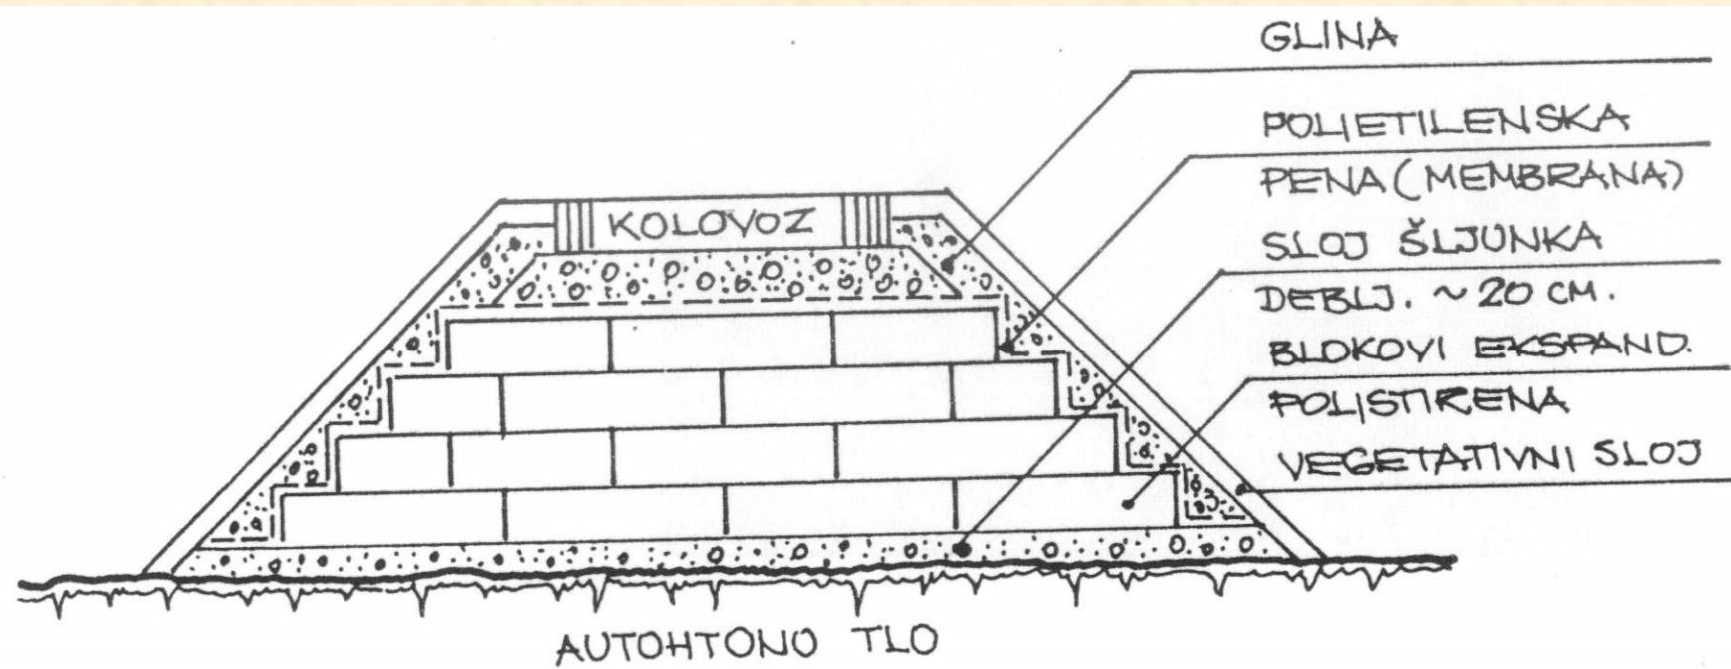 GLINA
POLIETILENSKA
PENA (MEMBRANA)
SLOJ ŠLJUNKA
DEBLJ. ~ 20 CM.
BLOKOVI EKSPAND.
POLISTIRENA
VEGETATIVNI SLOJ
KOLOVOZ
AUTOHTONO TLO